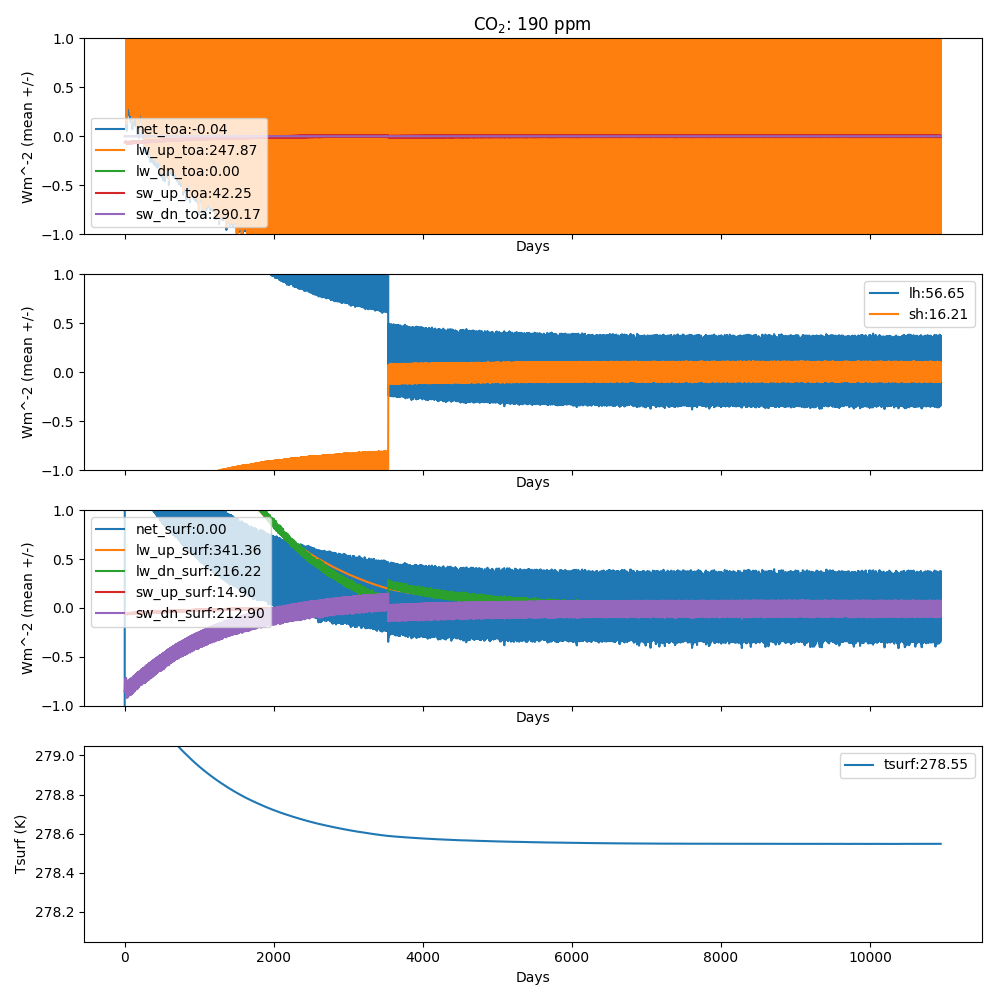 CO2: 190 ppm
1.0
0.5
0.0
−0.5
−1.0
Wm^-2 (mean +/-)
net_toa:-0.04
lw_up_toa:247.87
lw_dn_toa:0.00
sw_up_toa:42.25
sw_dn_toa:290.17
Days
1.0
0.5
0.0
−0.5
−1.0
Wm^-2 (mean +/-)
lh:56.65
sh:16.21
Days
1.0
0.5
0.0
−0.5
−1.0
Wm^-2 (mean +/-)
net_surf:0.00
lw_up_surf:341.36
lw_dn_surf:216.22
sw_up_surf:14.90
sw_dn_surf:212.90
Days
279.0
278.8
278.6
278.4
278.2
Tsurf (K)
tsurf:278.55
0 2000 4000 6000 8000 10000
Days